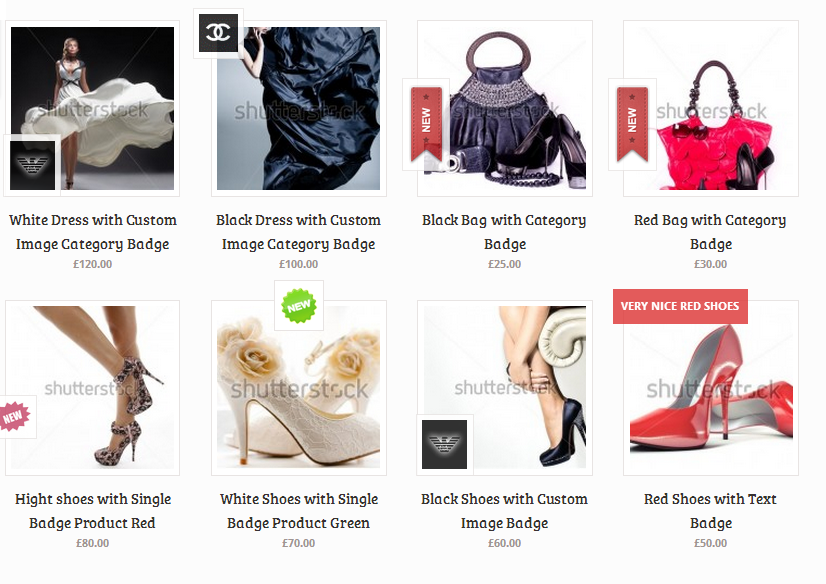 shutterstock
shutterstock
shutterstock
NEW
shutterstock
NEW
White Dress with Custom
Image Category Badge
£120.00
Black Dress with Custom
Image Category Badge
£100.00
Black Bag with Category
Badge
£25.00
Red Bag with Category
Badge
£30.00
shutterstock
NEW
shutterstock
NEW
shutterstock
VERY NICE RED SHOES
shutterstock
Hight shoes with Single
Badge Product Red
£80.00
White Shoes with Single
Badge Product Green
£70.00
Black Shoes with Custom
Image Badge
£60.00
Red Shoes with Text
Badge
£50.00